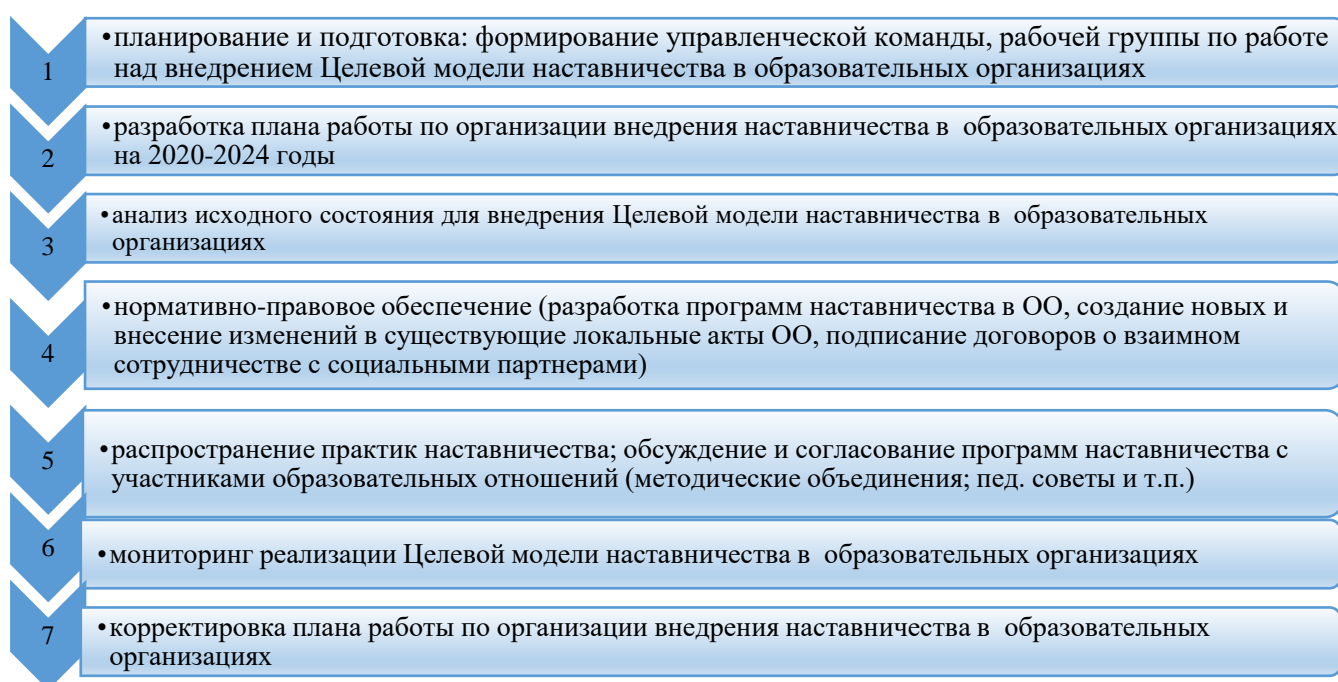 1
•планирование и подготовка: формирование управленческой команды, рабочей группы по работе
над внедрением Целевой модели наставничества в образовательных организациях
2
•разработка плана работы по организации внедрения наставничества в образовательных организациях
на 2020-2024 годы
3
•анализ исходного состояния для внедрения Целевой модели наставничества в образовательных
организациях
4
•нормативно-правовое обеспечение (разработка программ наставничества в ОО, создание новых и
внесение изменений в существующие локальные акты ОО, подписание договоров о взаимном
сотрудничестве с социальными партнерами)
5
•распространение практик наставничества; обсуждение и согласование программ наставничества с
участниками образовательных отношений (методические объединения; пед. советы и т.п.)
6
•мониторинг реализации Целевой модели наставничества в образовательных организациях
7
•корректировка плана работы по организации внедрения наставничества в образовательных
организациях